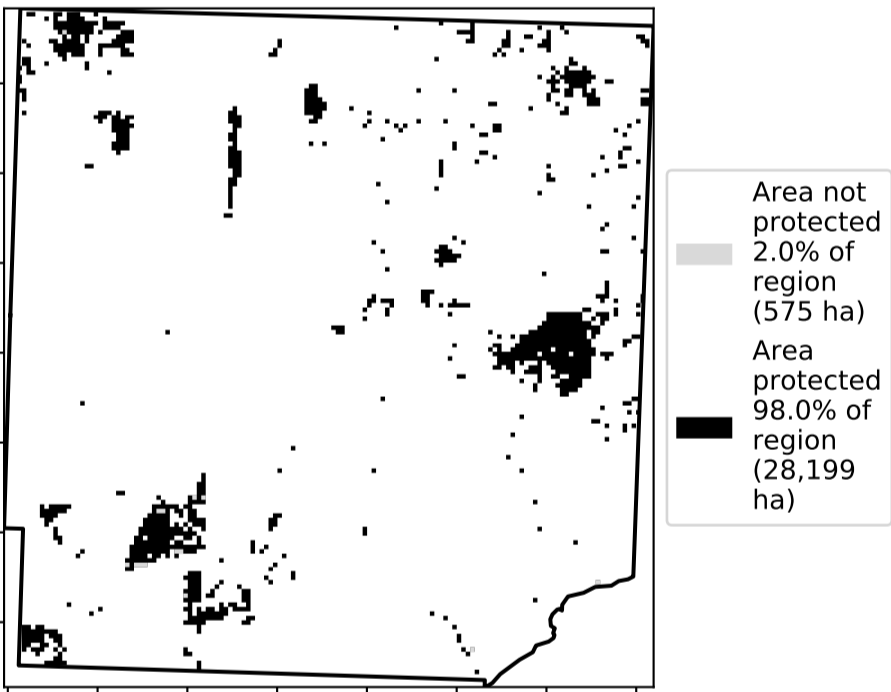 Area not
protected
2.0% of
region
(575 ha)
Area
protected
98.0% of
region
(28,199
ha)